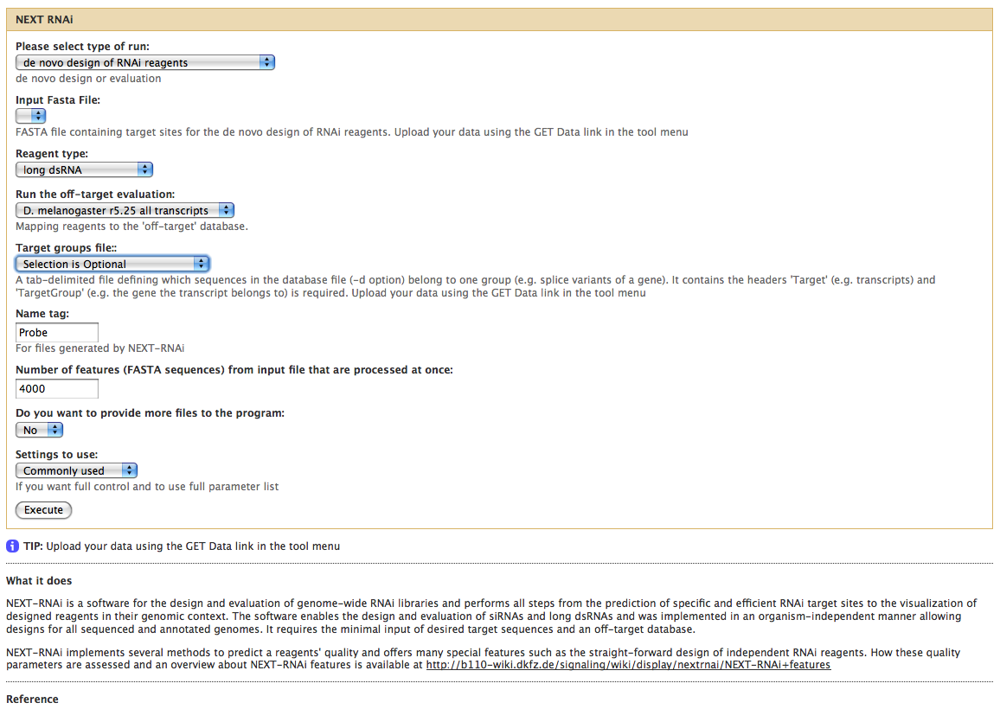 NEXT RNAi
Please select type of run:
de novo design of RNAi reagents
de novo design or evaluation
Input Fasta File:
FASTA file containing target sites for the de novo design of RNAi reagents. Upload your data using the GET Data link in the tool menu
Reagent type:
long dsRNA
Run the off-target evaluation:
D. melanogaster r5.25 all transcripts
Mapping reagents to the 'off-target' database.
Target groups file::
Selection is Optional
A tab-delimited file defining which sequences in the database file (-d option) belong to one group (e.g. splice variants of a gene). It contains the headers 'Target' (e.g. transcripts) and
'TargetGroup' (e.g. the gene the transcript belongs to) is required. Upload your data using the GET Data link in the tool menu
Name tag:
Probe
For files generated by NEXT-RNAi
Number of features (FASTA sequences) from input file that are processed at once:
4000
Do you want to provide more files to the program:
No
Settings to use:
Commonly used
If you want full control and to use full parameter list
Execute
i TIP: Upload your data using the GET Data link in the tool menu
What it does
NEXT-RNAi is a software for the design and evaluation of genome-wide RNAi libraries and performs all steps from the prediction of specific and efficient RNAi target sites to the visualization of
designed reagents in their genomic context. The software enables the design and evaluation of siRNAs and long dsRNAs and was implemented in an organism-independent manner allowing
designs for all sequenced and annotated genomes. It requires the minimal input of desired target sequences and an off-target database.
NEXT-RNAi implements several methods to predict a reagents' quality and offers many special features such as the straight-forward design of independent RNAi reagents. How these quality
parameters are assessed and an overview about NEXT-RNAi features is available at http://b110-wiki.dkfz.de/signaling/wiki/display/nextrnai/NEXT-RNAi+features
Reference